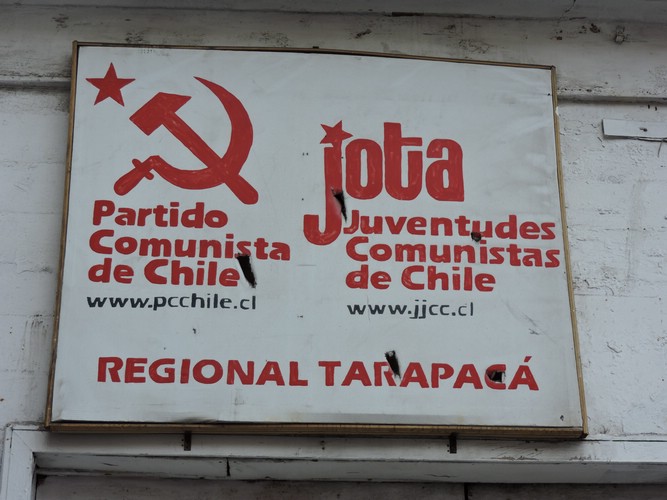 Partido
Comunista
de Chile
www.pcchile.cl
jota
Juventudes
Comunistas
de Chile
www.jjcc.cl
REGIONAL TARAPACÁ